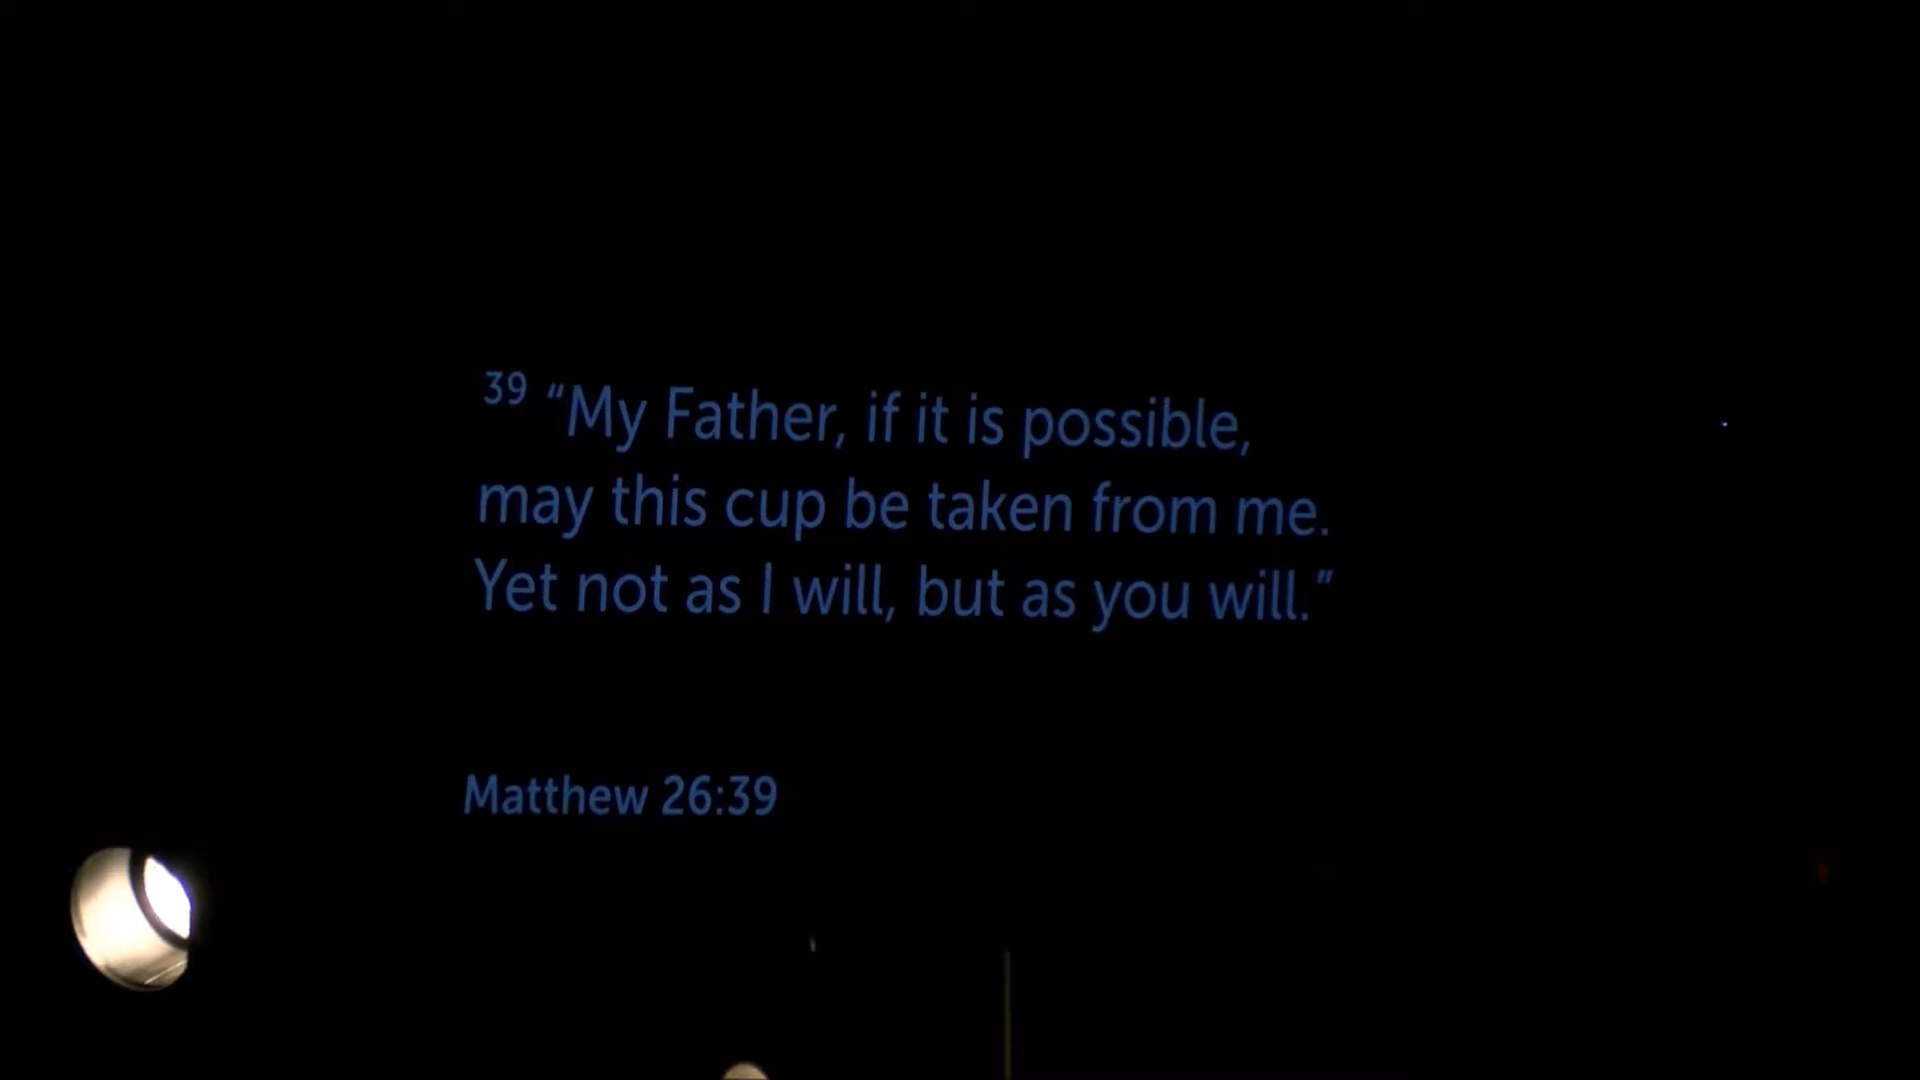 39 “My Father, if it is possible,
may this cup be taken from me.
Yet not as I will, but as you will.”
Matthew 26:39